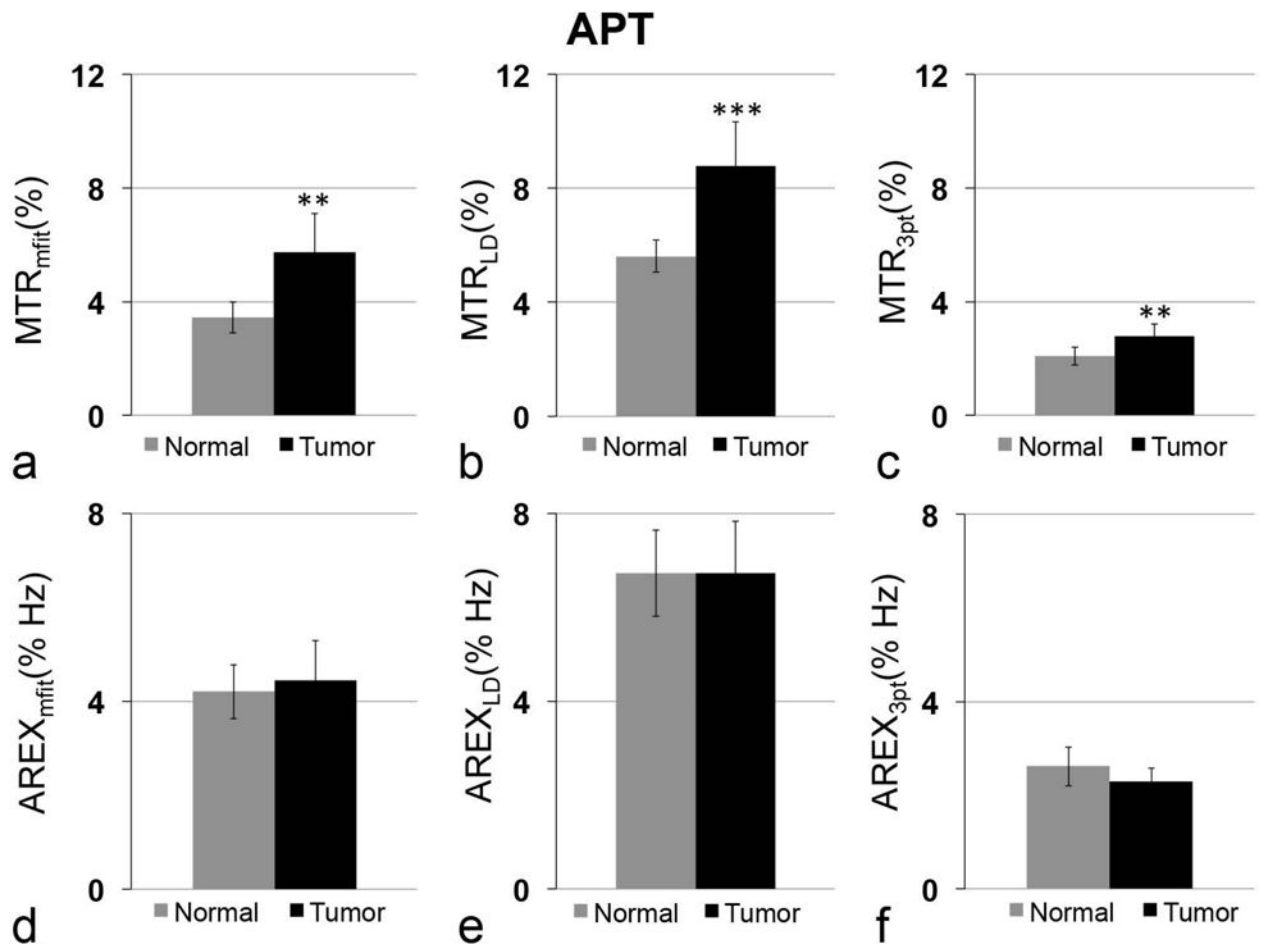 APT
MTRmfit(%)
12
8
4
0
**
Normal Tumor
a
MTRLD(%)
12
8
4
0
***
Normal Tumor
b
MTR3pt(%)
12
8
4
0
**
Normal Tumor
c
AREXmfit(% Hz)
8
4
0
Normal Tumor
d
AREXLD(% Hz)
8
4
0
Normal Tumor
e
AREX3pt(% Hz)
8
4
0
Normal Tumor
f